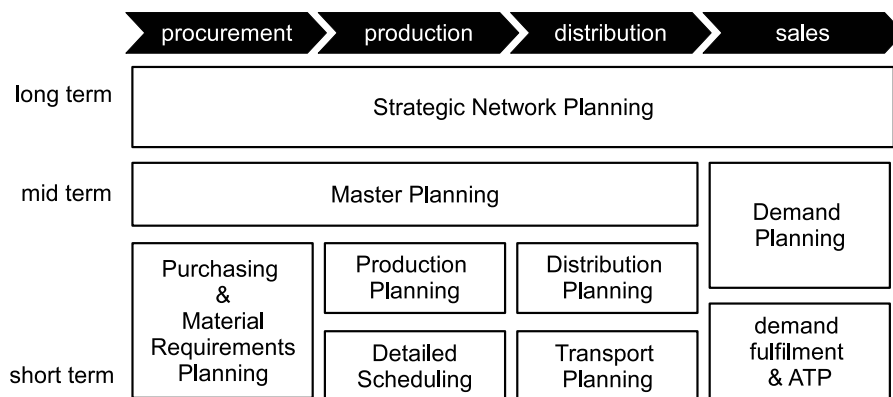 procurement
production
distribution
sales
long term
Strategic Network Planning
mid term
Master Planning
Demand
Planning
Purchasing
&
Material
Requirements
Planning
Production
Planning
Distribution
Planning
short term
Detailed
Scheduling
Transport
Planning
demand
fulfilment
& ATP